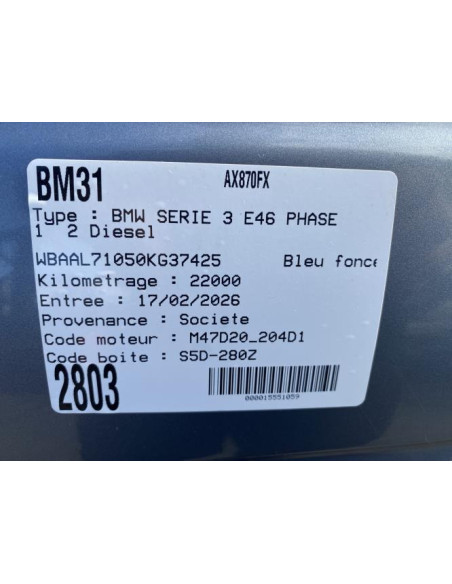 BM31 AX870FX
Type : BMW SERIE 3 E46 PHASE
1 2 Diesel
WBAAL71050KG37425 Bleu fonce
Kilometrage : 22000
Entree : 17/02/2026
Provenance : Societe
Code moteur : M47D20_204D1
Code boite : S5D-280Z
2803
000015551059